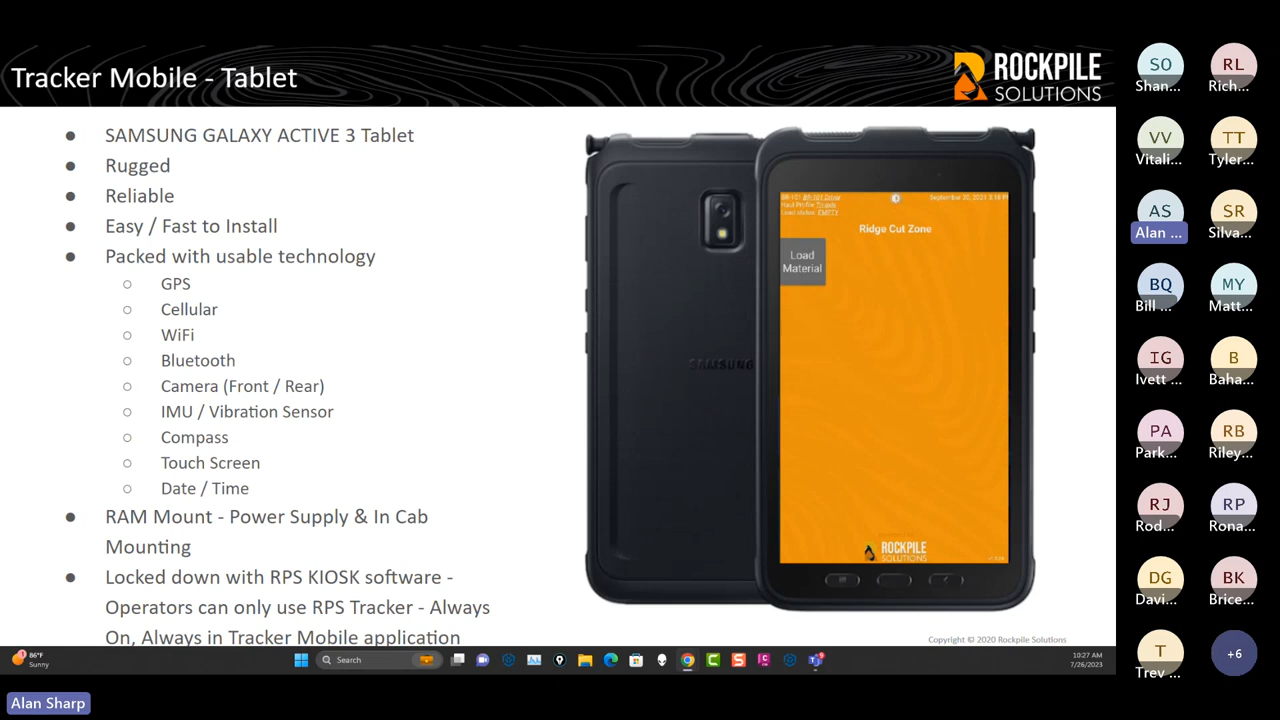 Tracker Mobile - Tablet
ROCKPILE
SOLUTIONS
● SAMSUNG GALAXY ACTIVE 3 Tablet
● Rugged
● Reliable
● Easy / Fast to Install
● Packed with usable technology
○ GPS
○ Cellular
○ WiFi
○ Bluetooth
○ Camera (Front / Rear)
○ IMU / Vibration Sensor
○ Compass
○ Touch Screen
○ Date / Time
● RAM Mount - Power Supply & In Cab
Mounting
● Locked down with RPS KIOSK software -
Operators can only use RPS Tracker - Always
On, Always in Tracker Mobile application
SAMSUNG
Load status: EMPTY
Ridge Cut Zone
Load
Material
ROCKPILE
SOLUTIONS
Copyright © 2020 Rockpile Solutions
SO
Shan...
RL
Rich...
VV
Vitali...
TT
Tyler...
AS
Alan ...
SR
Silva...
BQ
Bill ...
MY
Matt...
IG
Ivett ...
B
Baha...
PA
Park...
RB
Riley...
RJ
Rod...
RP
Rona...
DG
Davi...
BK
Brice...
T
Trev ...
+6
86°F
Sunny
Search
10:27 AM
7/26/2023
Alan Sharp